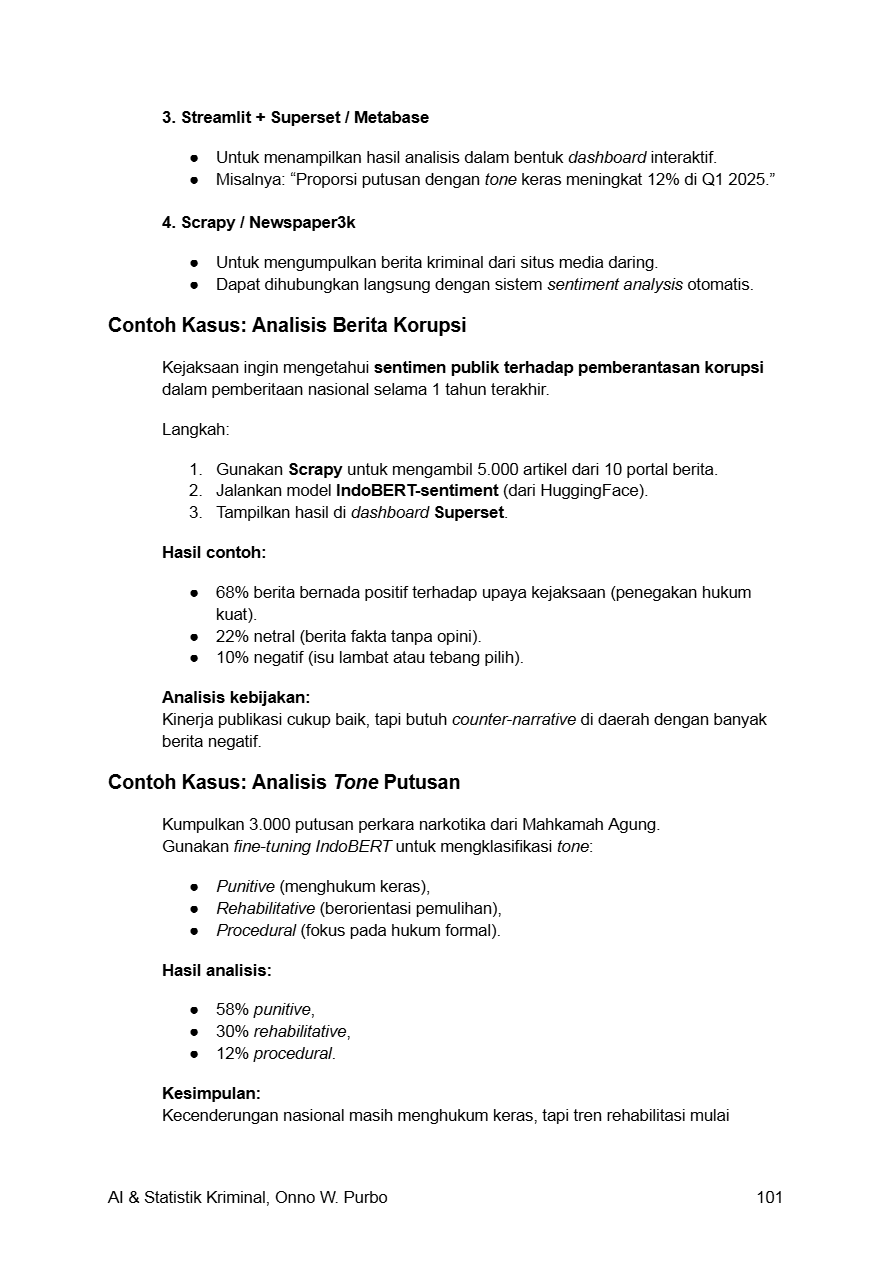 3. Streamlit + Superset / Metabase
● Untuk menampilkan hasil analisis dalam bentuk dashboard interaktif.
● Misalnya: “Proporsi putusan dengan tone keras meningkat 12% di Q1 2025.”
4. Scrapy / Newspaper3k
● Untuk mengumpulkan berita kriminal dari situs media daring.
● Dapat dihubungkan langsung dengan sistem sentiment analysis otomatis.
Contoh Kasus: Analisis Berita Korupsi
Kejaksaan ingin mengetahui sentimen publik terhadap pemberantasan korupsi
dalam pemberitaan nasional selama 1 tahun terakhir.
Langkah:
1. Gunakan Scrapy untuk mengambil 5.000 artikel dari 10 portal berita.
2. Jalankan model IndoBERT-sentiment (dari HuggingFace).
3. Tampilkan hasil di dashboard Superset.
Hasil contoh:
● 68% berita bernada positif terhadap upaya kejaksaan (penegakan hukum
kuat).
● 22% netral (berita fakta tanpa opini).
● 10% negatif (isu lambat atau tebang pilih).
Analisis kebijakan:
Kinerja publikasi cukup baik, tapi butuh counter-narrative di daerah dengan banyak
berita negatif.
Contoh Kasus: Analisis Tone Putusan
Kumpulkan 3.000 putusan perkara narkotika dari Mahkamah Agung.
Gunakan fine-tuning IndoBERT untuk mengklasifikasi tone:
● Punitive (menghukum keras),
● Rehabilitative (berorientasi pemulihan),
● Procedural (fokus pada hukum formal).
Hasil analisis:
● 58% punitive,
● 30% rehabilitative,
● 12% procedural.
Kesimpulan:
Kecenderungan nasional masih menghukum keras, tapi tren rehabilitasi mulai
AI & Statistik Kriminal, Onno W. Purbo 101